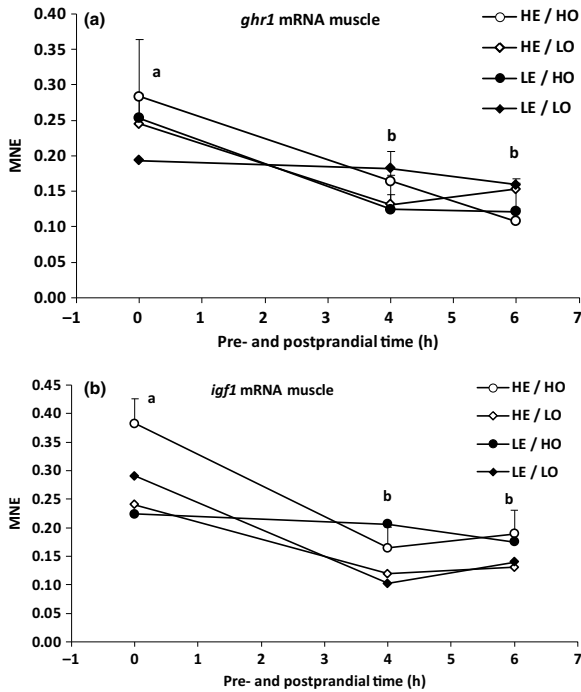 (a)
ghr1 mRNA muscle
HE / HO
HE / LO
LE / HO
LE / LO
MNE
0.40
0.35
0.30
0.25
0.20
0.15
0.10
0.05
0.00
a
b
b
–1 0 1 2 3 4 5 6 7
Pre- and postprandial time (h)
(b)
igf1 mRNA muscle
HE / HO
HE / LO
LE / HO
LE / LO
MNE
0.45
0.40
0.35
0.30
0.25
0.20
0.15
0.10
0.05
0.00
a
b
b
−1 0 1 2 3 4 5 6 7
Pre- and postprandial time (h)